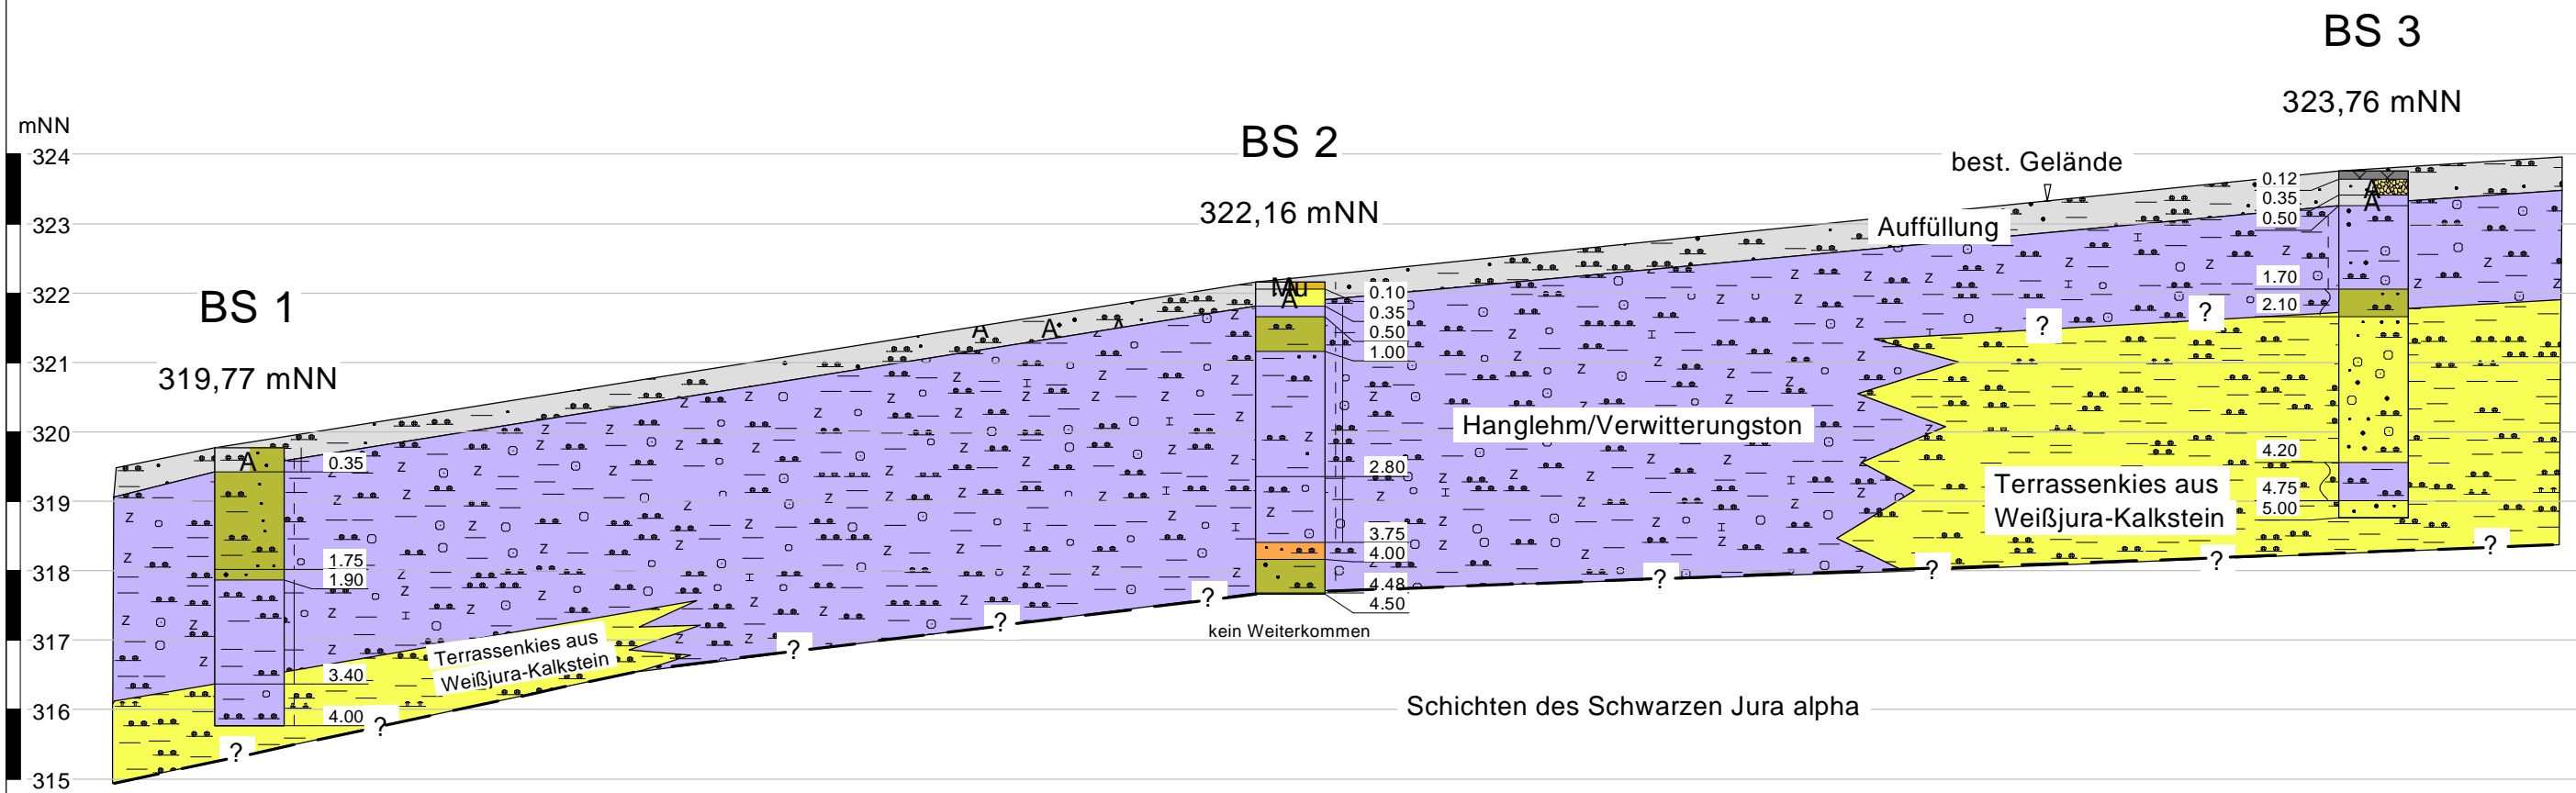 BS 3
323,76 mNN
mNN
BS 2
322,16 mNN
best. Gelände
Auffüllung
BS 1
319,77 mNN
324
323
322
321
320
319
318
317
316
315
A
0.35
1.75
1.90
3.40
4.00
A
A
Mu
A
0.10
0.35
0.50
1.00
2.80
3.75
4.00
4.48
4.50
kein Weiterkommen
0.12
0.35
0.50
1.70
2.10
4.20
4.75
5.00
A
A
Hanglehm/Verwitterungston
Terrassenkies aus
Weißjura-Kalkstein
Terrassenkies aus
Weißjura-Kalkstein
?
?
?
?
?
?
?
?
?
?
Schichten des Schwarzen Jura alpha